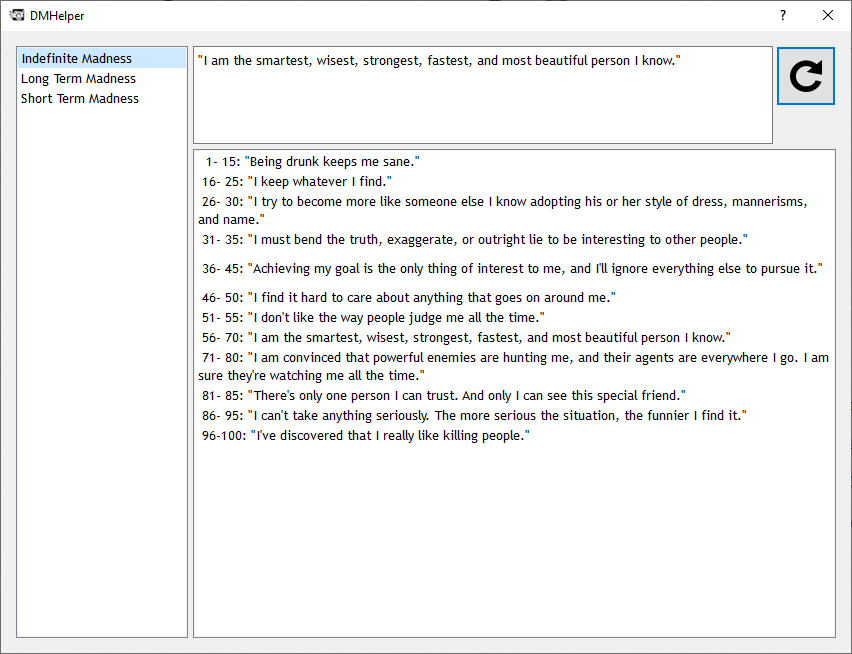 DMHelper
?
Indefinite Madness
Long Term Madness
Short Term Madness
"I am the smartest, wisest, strongest, fastest, and most beautiful person I know."
1- 15: "Being drunk keeps me sane."
16- 25: "I keep whatever I find."
26- 30: "I try to become more like someone else I know adopting his or her style of dress, mannerisms,
and name."
31- 35: "I must bend the truth, exaggerate, or outright lie to be interesting to other people."
36- 45: "Achieving my goal is the only thing of interest to me, and I'll ignore everything else to pursue it."
46- 50: "I find it hard to care about anything that goes on around me."
51- 55: "I don't like the way people judge me all the time."
56- 70: "I am the smartest, wisest, strongest, fastest, and most beautiful person I know."
71- 80: "I am convinced that powerful enemies are hunting me, and their agents are everywhere I go. I am
sure they're watching me all the time."
81- 85: "There's only one person I can trust. And only I can see this special friend."
86- 95: "I can't take anything seriously. The more serious the situation, the funnier I find it."
96-100: "I've discovered that I really like killing people."